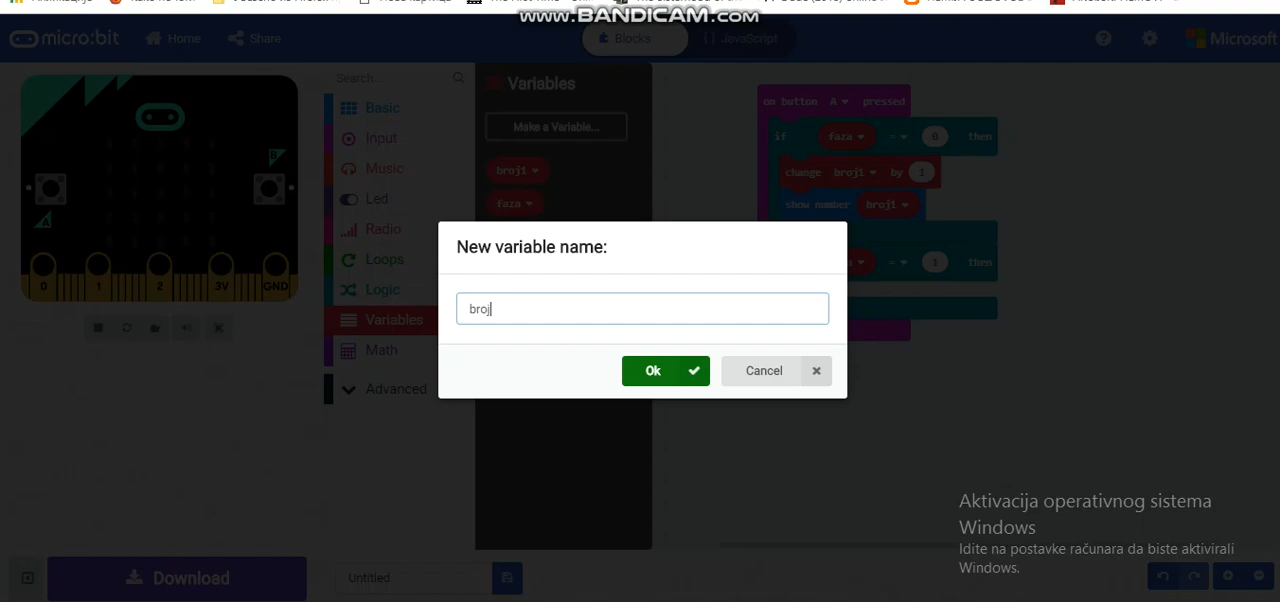 www.BANDICAM.com
micro:bit
Home
Share
Blocks
{ } JavaScript
Microsoft
Search...
Basic
Input
Music
Led
Radio
Loops
Logic
Variables
Math
Advanced
Variables
Make a Variable...
broj1
faza
on button A pressed
if faza = 0 then
change broj1 by 1
show number broj1
= 1 then
New variable name:
broj
Ok
Cancel
A
B
0 1 2 3V GND
Download
Untitled
Aktivacija operativnog sistema
Windows
Idite na postavke računara da biste aktivirali
Windows.